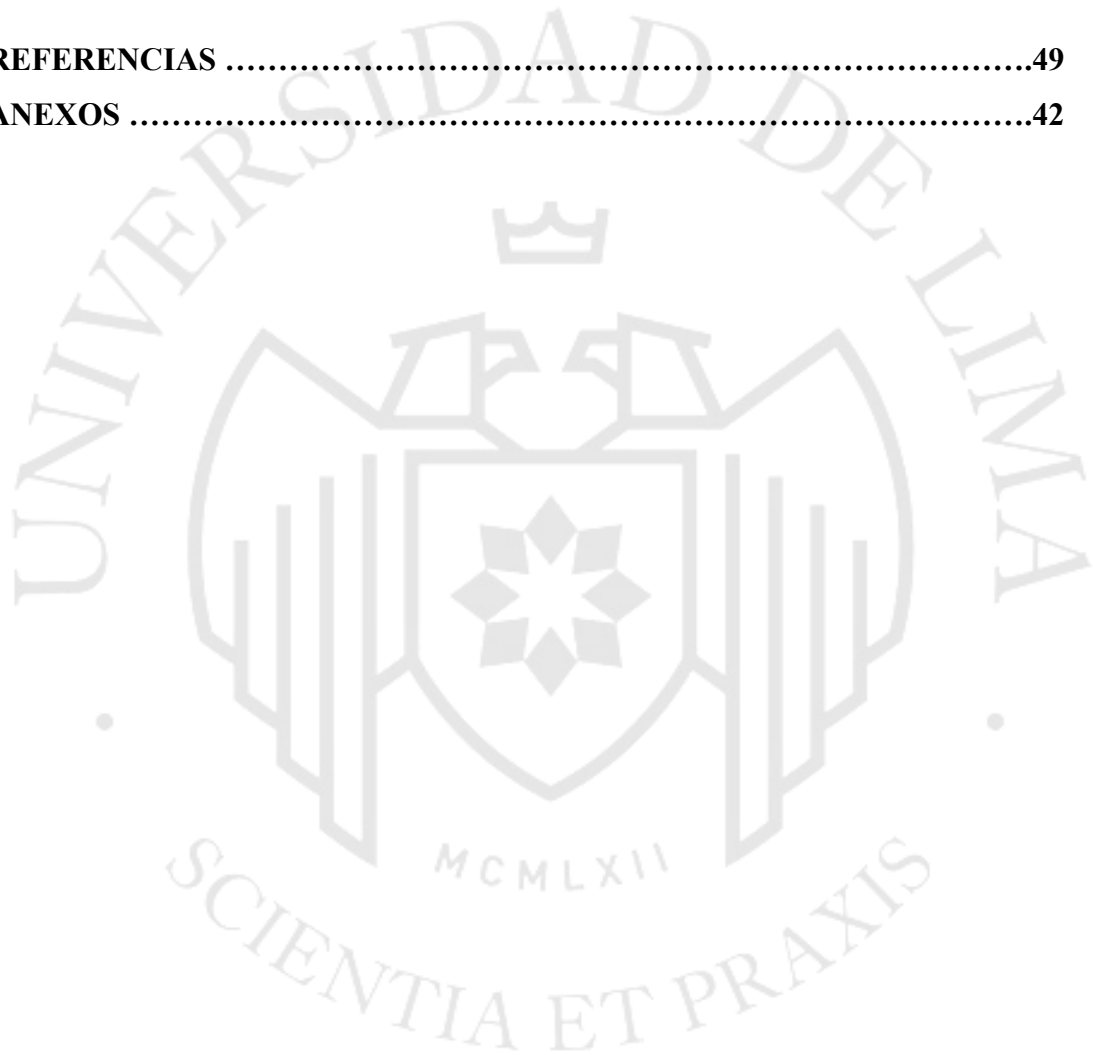 REFERENCIAS ……………………………………………………………….49
ANEXOS ……………………………………………………………………….42
UNIVERSIDAD DE LIMA
MCMLXII
SCIENTIA ET PRAXIS